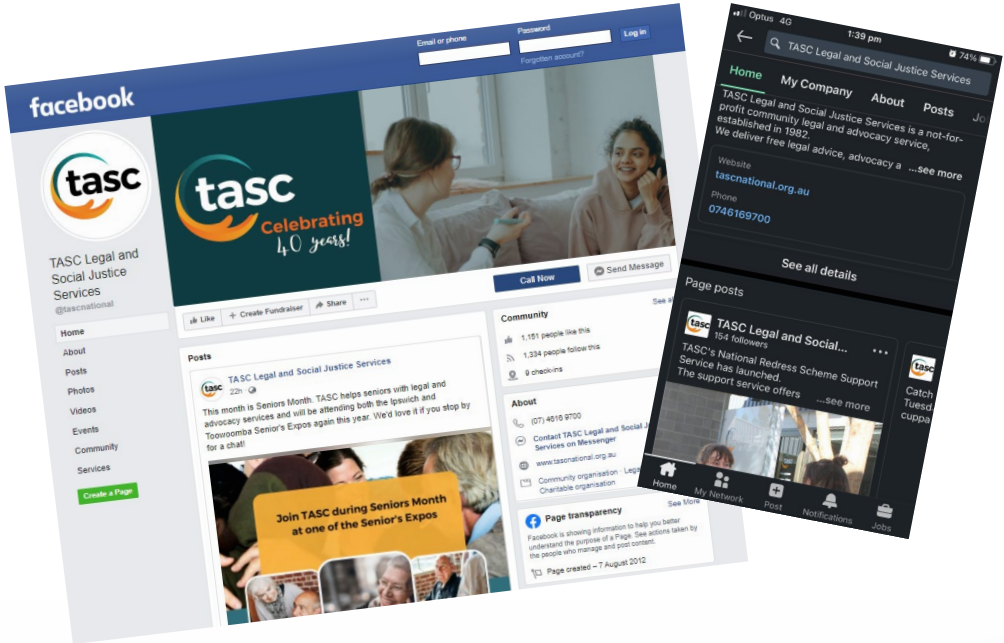 facebook
Email or phone
Password
Log in
Forgotten account?
tasc
TASC Legal and
Social Justice
Services
@tascnational
Home
About
Posts
Photos
Videos
Events
Community
Services
Create a Page
tasc
Celebrating
40 years!
Like
Create Fundraiser
Share
Call Now
Send Message
Posts
tasc
TASC Legal and Social Justice Services
22h
This month is Seniors Month. TASC helps seniors with legal and
advocacy services and will be attending both the Ipswich and
Toowoomba Senior's Expos again this year. We'd love it if you stop by
for a chat!
Join TASC during Seniors Month
at one of the Senior's Expos
Community
See
1,151 people like this
1,334 people follow this
9 check-ins
About
(07) 4616 9700
Contact TASC Legal and Social J
Services on Messenger
www.tascnational.org.au
Community organisation · Lega
Charitable organisation
See More
Page transparency
Facebook is showing information to help you better
understand the purpose of a Page. See actions taken by
the people who manage and post content.
Page created – 7 August 2012
Optus 4G
1:39 pm
74%
TASC Legal and Social Justice Services
Home
My Company
About
Posts
Jo
TASC Legal and Social Justice Services is a not-for-
profit community legal and advocacy service,
established in 1982.
We deliver free legal advice, advocacy a ...see more
Website
tascnational.org.au
Phone
0746169700
See all details
Page posts
tasc
TASC Legal and Social...
154 followers
TASC's National Redress Scheme Support
Service has launched.
The support service offers ...see more
tasc
Catch
Tuesd
cuppa
Home
My Network
Post
Notifications
Jobs